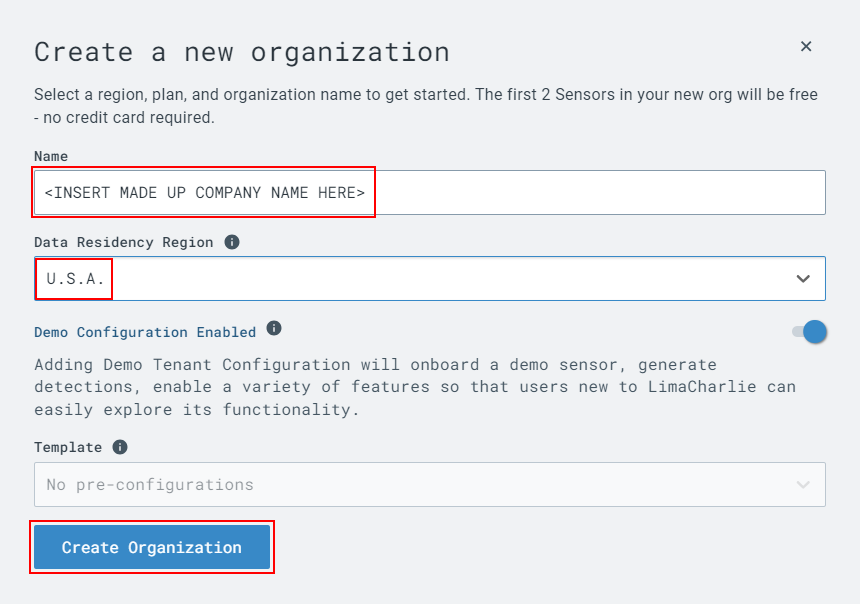 Create a new organization
Select a region, plan, and organization name to get started. The first 2 Sensors in your new org will be free
- no credit card required.
Name
<INSERT MADE UP COMPANY NAME HERE>
Data Residency Region
U.S.A.
Demo Configuration Enabled
Adding Demo Tenant Configuration will onboard a demo sensor, generate
detections, enable a variety of features so that users new to LimaCharlie can
easily explore its functionality.
Template
No pre-configurations
Create Organization